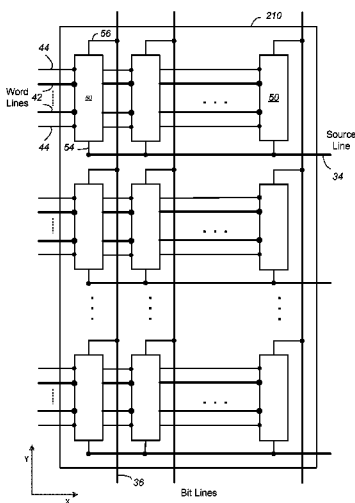 210
56
44
Word
Lines
42
50
50
44
54
Source
Line
34
Y
X
36
Bit Lines